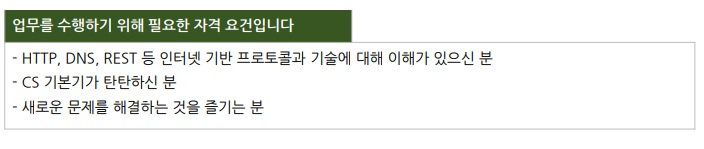 업무를 수행하기 위해 필요한 자격 요건입니다
- HTTP, DNS, REST 등 인터넷 기반 프로토콜과 기술에 대해 이해가 있으신 분
- CS 기본기가 탄탄하신 분
- 새로운 문제를 해결하는 것을 즐기는 분